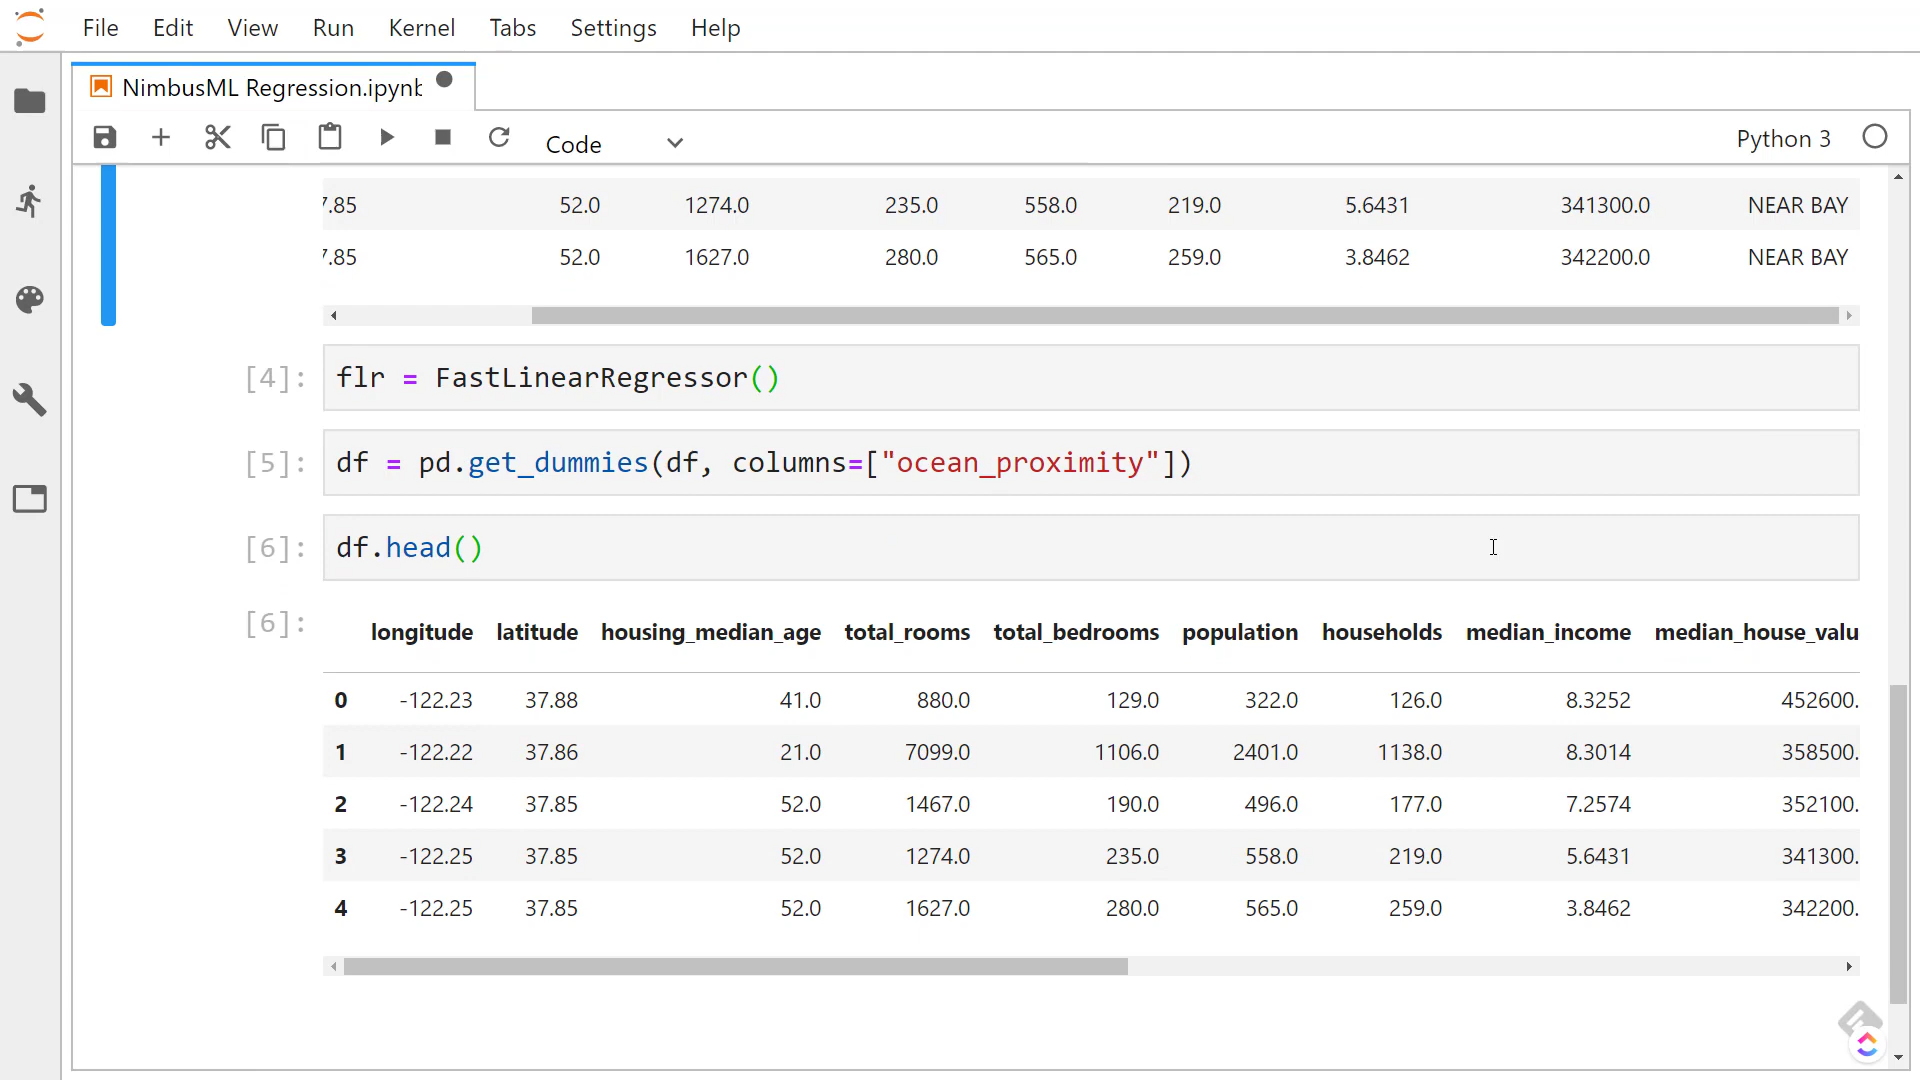 File Edit View Run Kernel Tabs Settings Help
NimbusML Regression.ipynb
Code Python 3
7.85 52.0 1274.0 235.0 558.0 219.0 5.6431 341300.0 NEAR BAY
7.85 52.0 1627.0 280.0 565.0 259.0 3.8462 342200.0 NEAR BAY
[4]: flr = FastLinearRegressor()
[5]: df = pd.get_dummies(df, columns=["ocean_proximity"])
[6]: df.head()
[6]:
longitude latitude housing_median_age total_rooms total_bedrooms population households median_income median_house_valu
0 -122.23 37.88 41.0 880.0 129.0 322.0 126.0 8.3252 452600.
1 -122.22 37.86 21.0 7099.0 1106.0 2401.0 1138.0 8.3014 358500.
2 -122.24 37.85 52.0 1467.0 190.0 496.0 177.0 7.2574 352100.
3 -122.25 37.85 52.0 1274.0 235.0 558.0 219.0 5.6431 341300.
4 -122.25 37.85 52.0 1627.0 280.0 565.0 259.0 3.8462 342200.